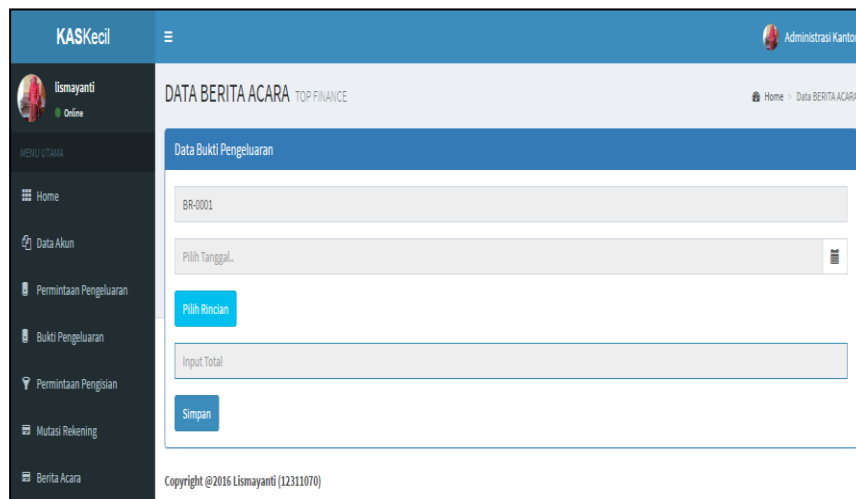 KASKecil
Administrasi Kantor
lismayanti
Online
MENU UTAMA
Home
Data Akun
Permintaan Pengeluaran
Bukti Pengeluaran
Permintaan Pengisian
Mutasi Rekening
Berita Acara
DATA BERITA ACARA TOP FINANCE
Home > Data BERITA ACARA
Data Bukti Pengeluaran
BR-0001
Pilih Tanggal..
Pilih Rincian
Input Total
Simpan
Copyright @2016 Lismayanti (12311070)